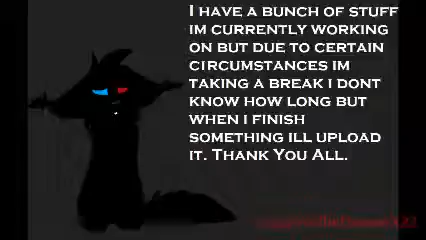 I have a bunch of stuff
im currently working
on but due to certain
circumstances im
taking a break i dont
know how long but
when i finish
something ill upload
it. Thank You All.